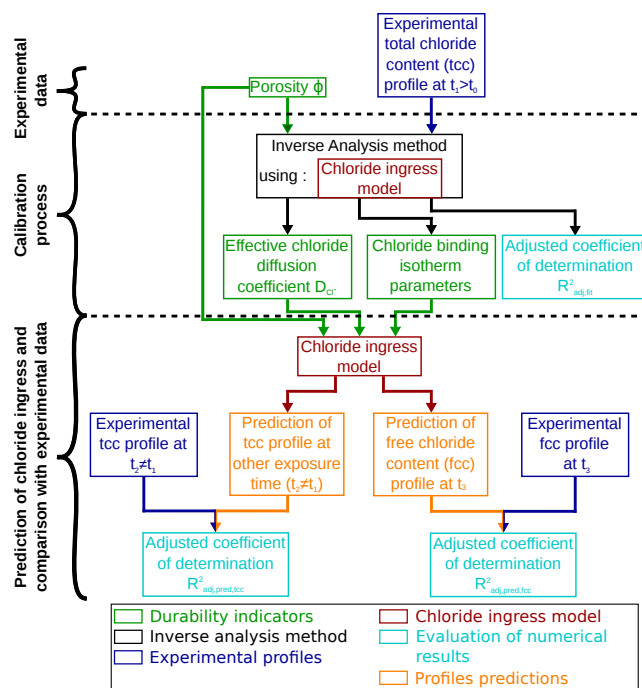 Experimental
data
Experimental
total chloride
content (tcc)
profile at t₁>t₀
Porosity ϕ
Calibration
process
Inverse Analysis method
using :
Chloride ingress
model
Effective chloride
diffusion
coefficient D_Cl⁻
Chloride binding
isotherm
parameters
Adjusted coefficient
of determination
R²_adj,fit
Prediction of chloride ingress and
comparison with experimental data
Chloride ingress
model
Experimental
tcc profile at
t₂≠t₁
Prediction of
tcc profile at
other exposure
time (t₂≠t₁)
Prediction of
free chloride
content (fcc)
profile at t₃
Experimental
fcc profile
at t₃
Adjusted coefficient
of determination
R²_adj,pred,tcc
Adjusted coefficient
of determination
R²_adj,pred,fcc
Durability indicators
Inverse analysis method
Experimental profiles
Chloride ingress model
Evaluation of numerical
results
Profiles predictions